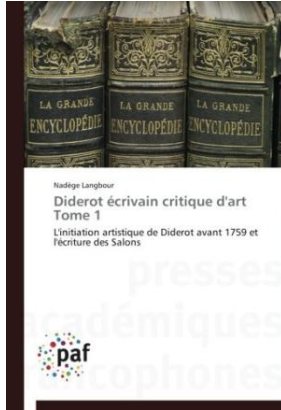 LA GRANDE
ENCYCLOPÉDIE
LA GRANDE
ENCYCLOPÉDIE
LA GRANDE
ENCYCLOPÉDIE
Nadège Langbour
Diderot écrivain critique d'art
Tome 1
L'initiation artistique de Diderot avant 1759 et
l'écriture des Salons
presses
académiques
francophones
paf